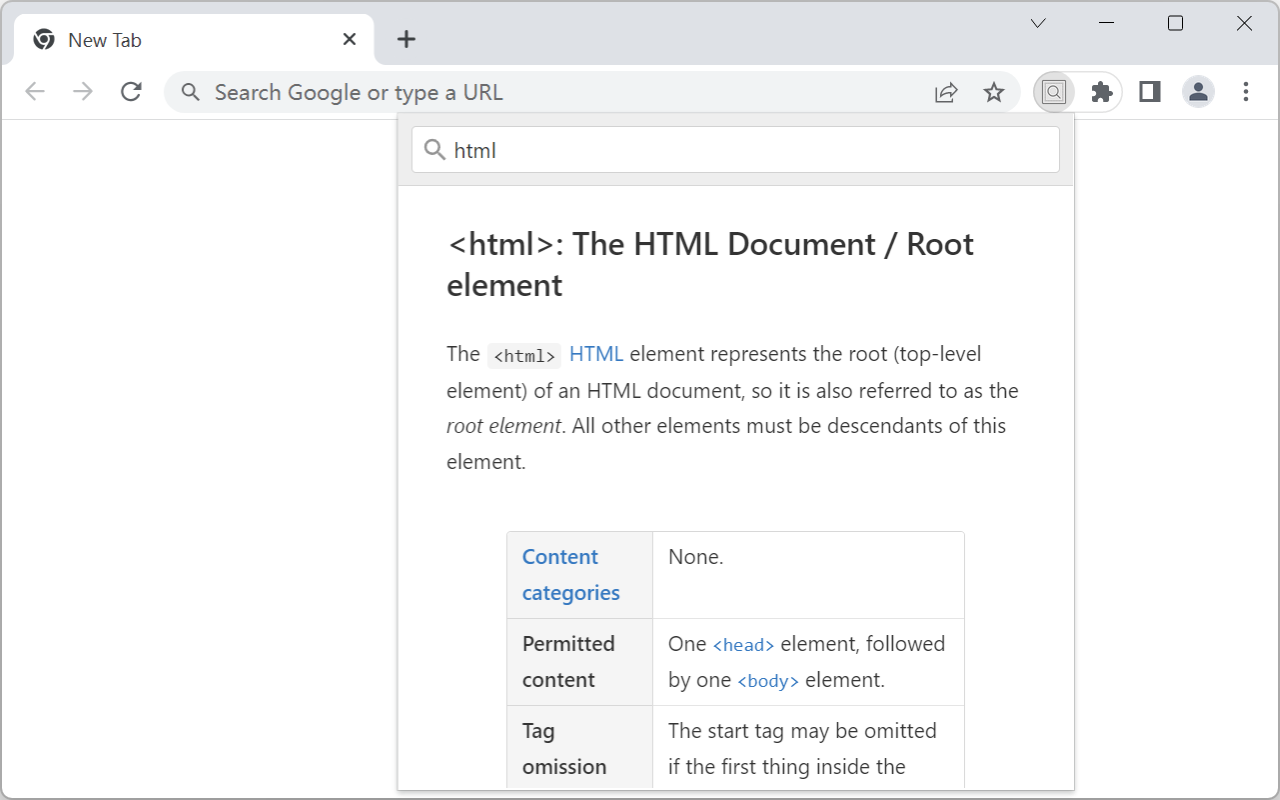 New Tab
Search Google or type a URL
html
<html>: The HTML Document / Root
element
The <html> HTML element represents the root (top-level
element) of an HTML document, so it is also referred to as the
root element. All other elements must be descendants of this
element.
Content
categories
None.
Permitted
content
One <head> element, followed
by one <body> element.
Tag
omission
The start tag may be omitted
if the first thing inside the